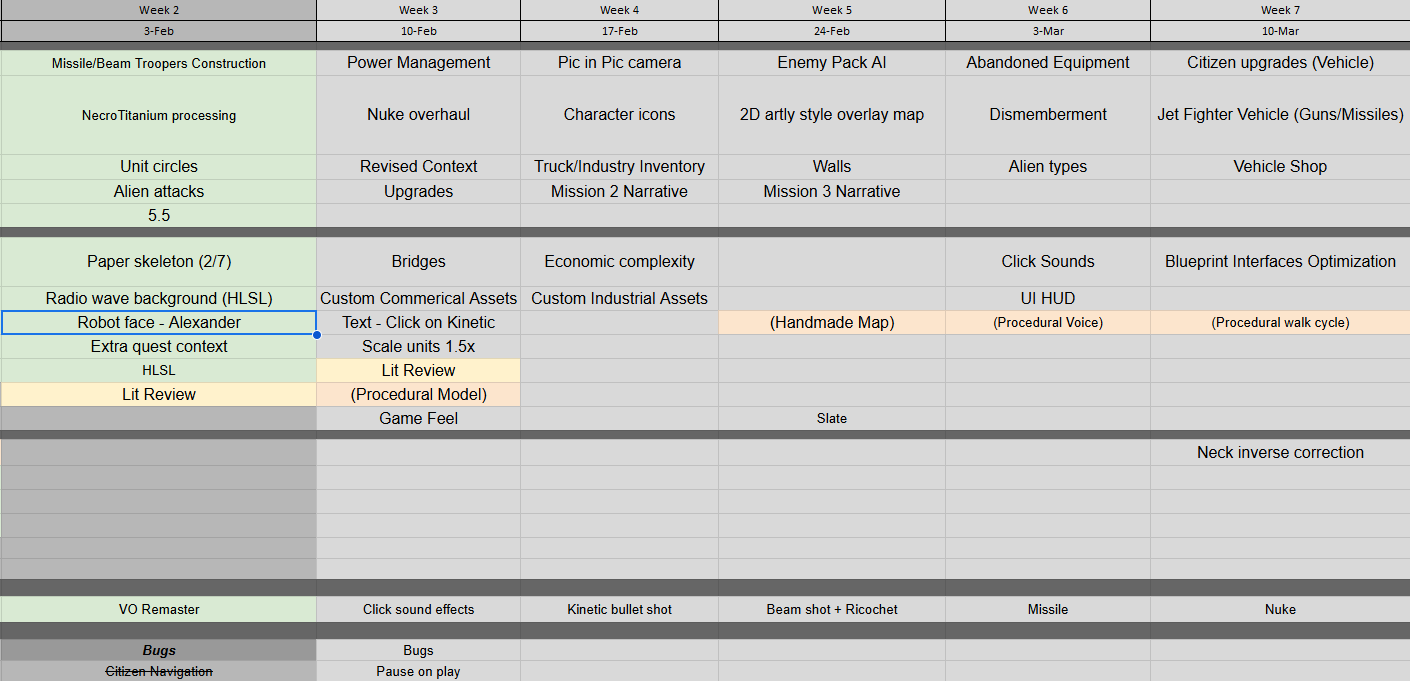 Week 2 Week 3 Week 4 Week 5 Week 6 Week 7
3-Feb 10-Feb 17-Feb 24-Feb 3-Mar 10-Mar
Missile/Beam Troopers Construction Power Management Pic in Pic camera Enemy Pack AI Abandoned Equipment Citizen upgrades (Vehicle)
NecroTitanium processing Nuke overhaul Character icons 2D artly style overlay map Dismemberment Jet Fighter Vehicle (Guns/Missiles)
Unit circles Revised Context Truck/Industry Inventory Walls Alien types Vehicle Shop
Alien attacks Upgrades Mission 2 Narrative Mission 3 Narrative
5.5
Paper skeleton (2/7) Bridges Economic complexity Click Sounds Blueprint Interfaces Optimization
Radio wave background (HLSL) Custom Commerical Assets Custom Industrial Assets UI HUD
Robot face - Alexander Text - Click on Kinetic (Handmade Map) (Procedural Voice) (Procedural walk cycle)
Extra quest context Scale units 1.5x
HLSL Lit Review
Lit Review (Procedural Model)
Game Feel Slate
Neck inverse correction
VO Remaster Click sound effects Kinetic bullet shot Beam shot + Ricochet Missile Nuke
Bugs Bugs
Citizen Navigation Pause on play